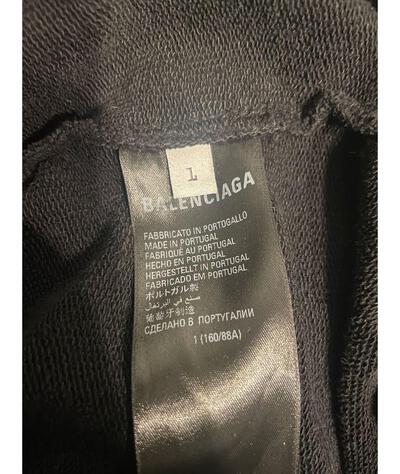 1
BALENCIAGA
FABBRICATO IN PORTOGALLO
MADE IN PORTUGAL
FABRIQUÉ AU PORTUGAL
HECHO EN PORTUGAL
HERGESTELLT IN PORTUGAL
FABRICADO EM PORTUGAL
ポルトガル製
صنع في البرتغال
葡萄牙制造
СДЕЛАНО В ПОРТУГАЛИИ
1 (160/88A)